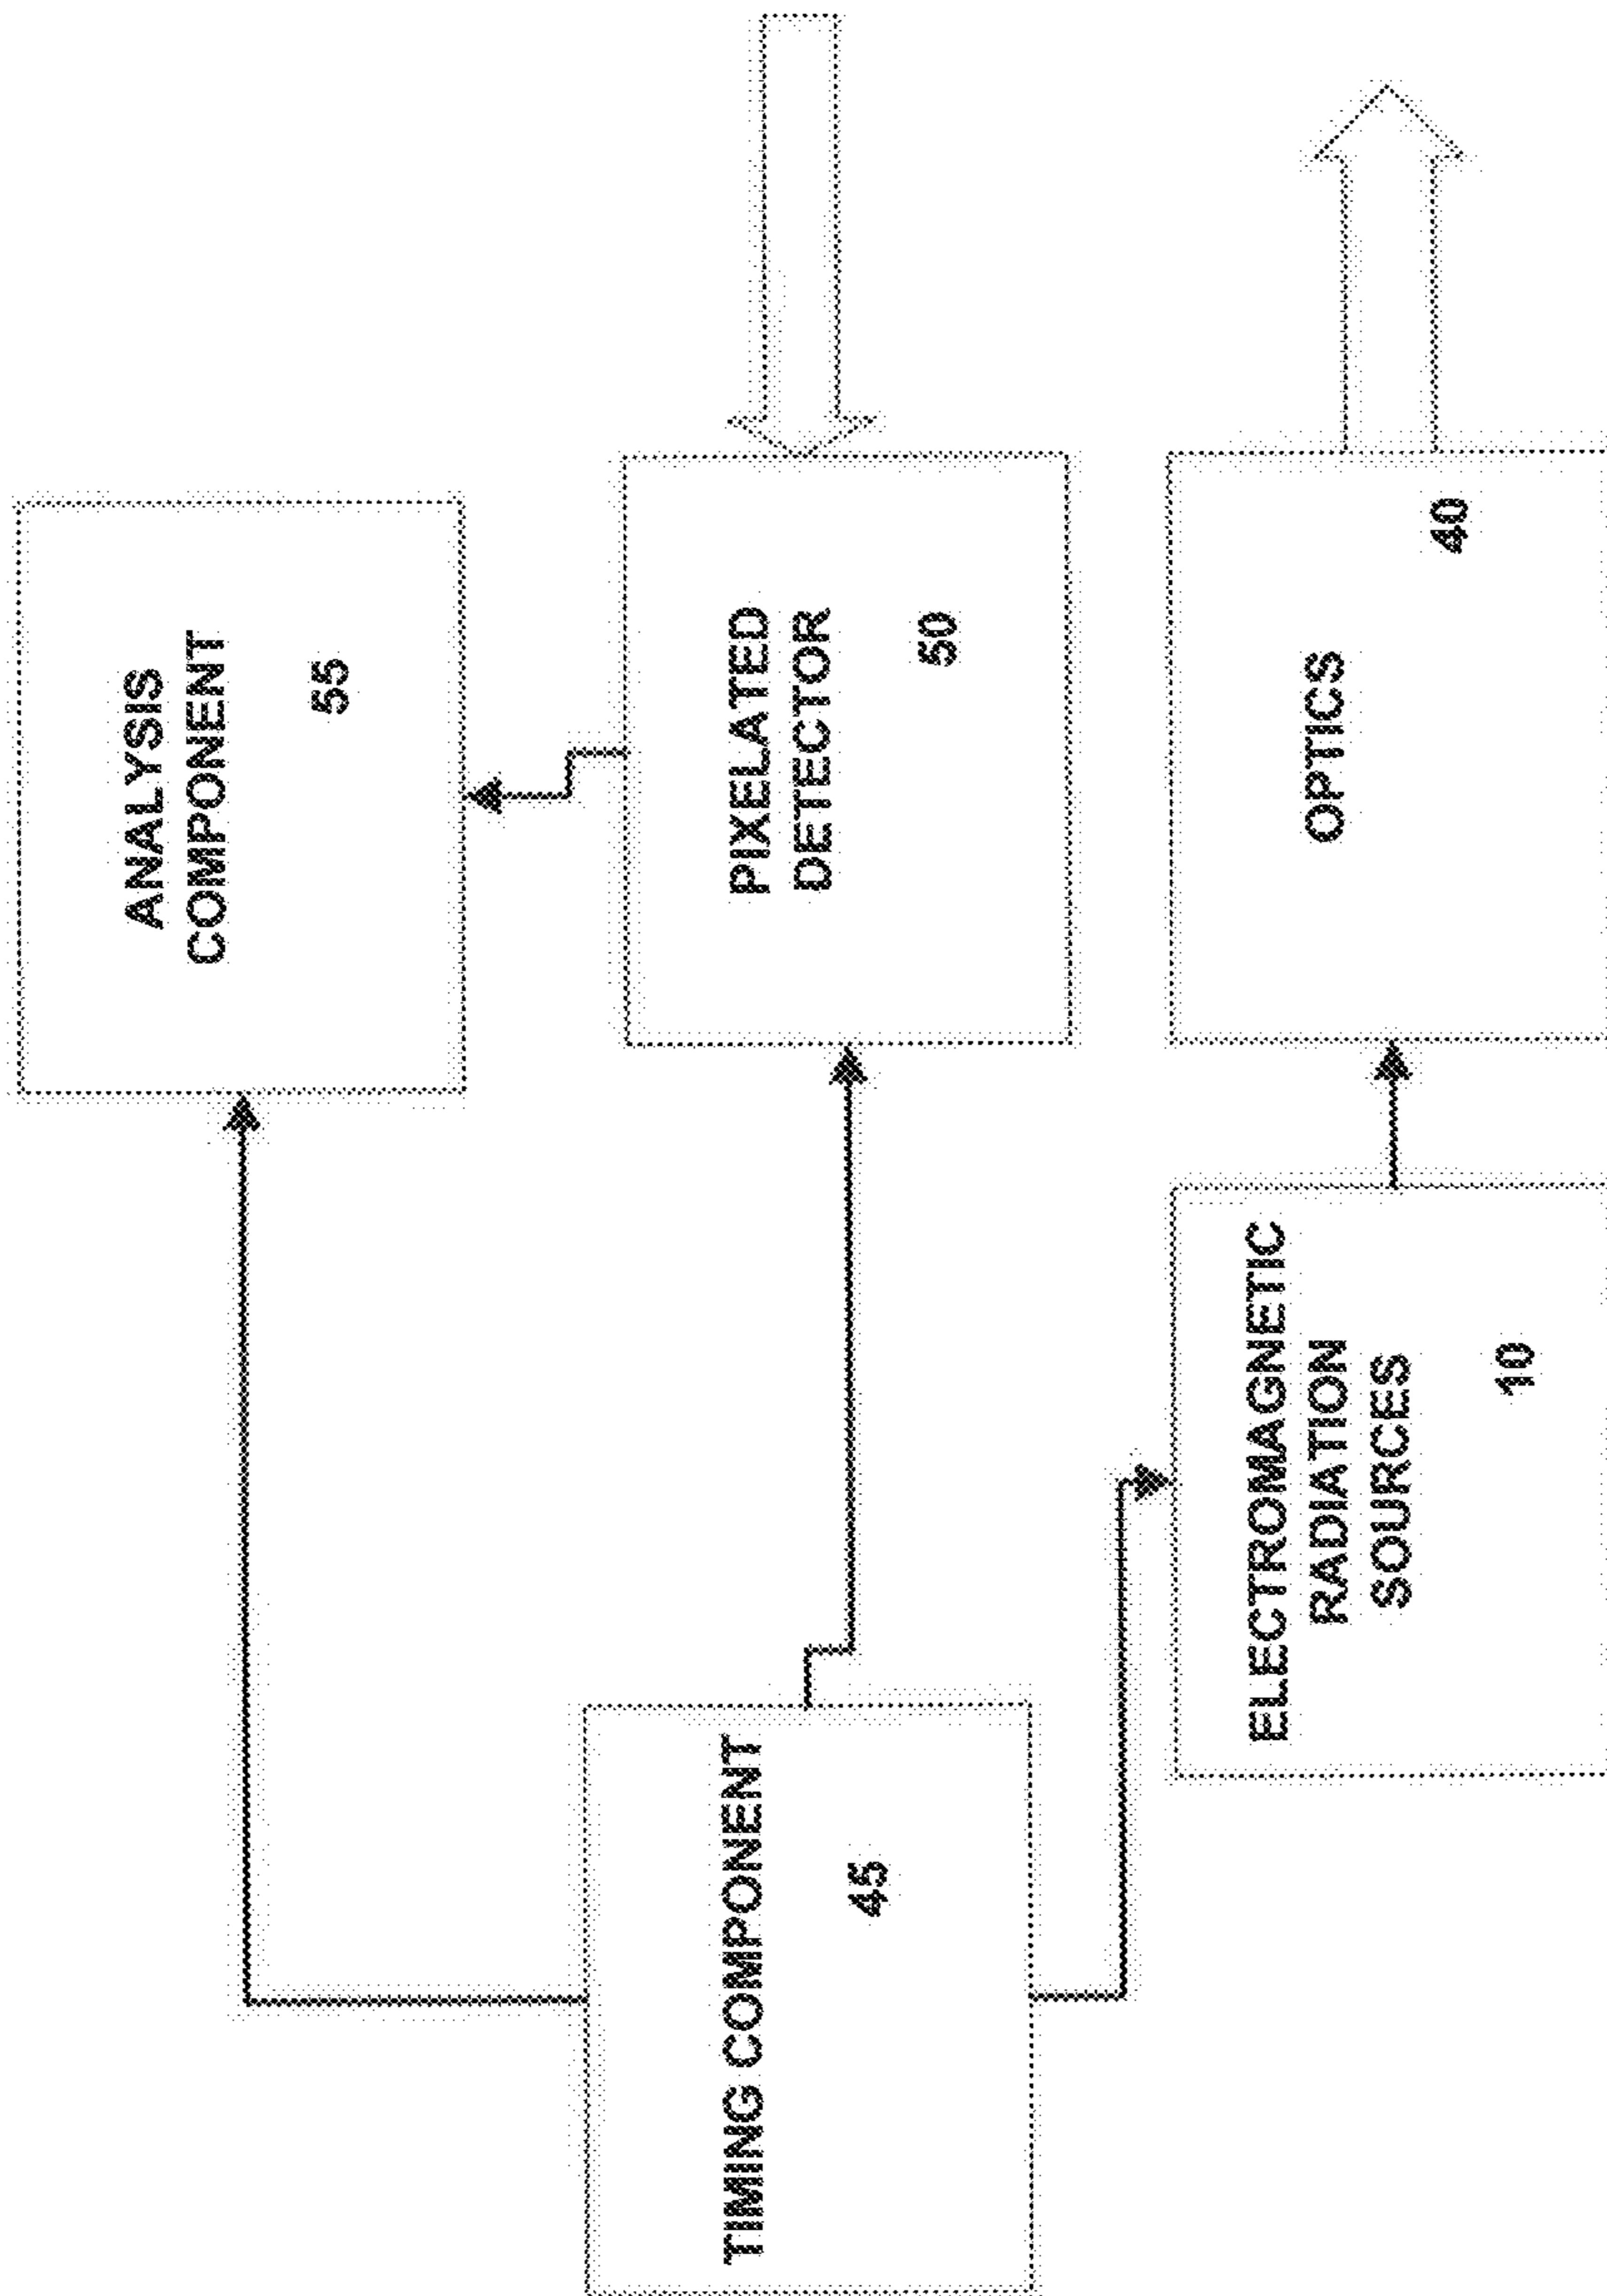 ANALYSIS
COMPONENT
55
PIXELATED
DETECTOR
50
TIMING COMPONENT
45
ELECTROMAGNETIC
RADIATION
SOURCES
10
OPTICS
40